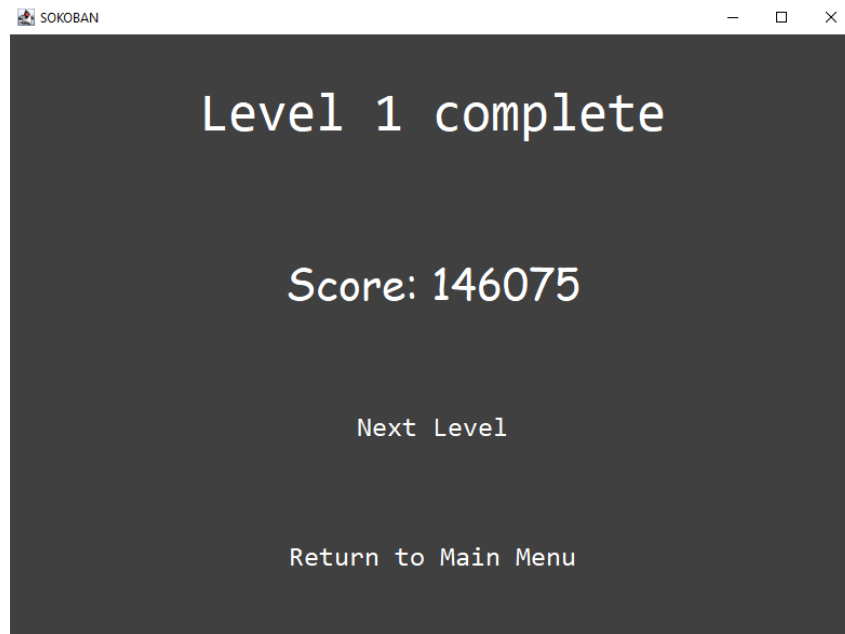 SOKOBAN
Level 1 complete
Score: 146075
Next Level
Return to Main Menu